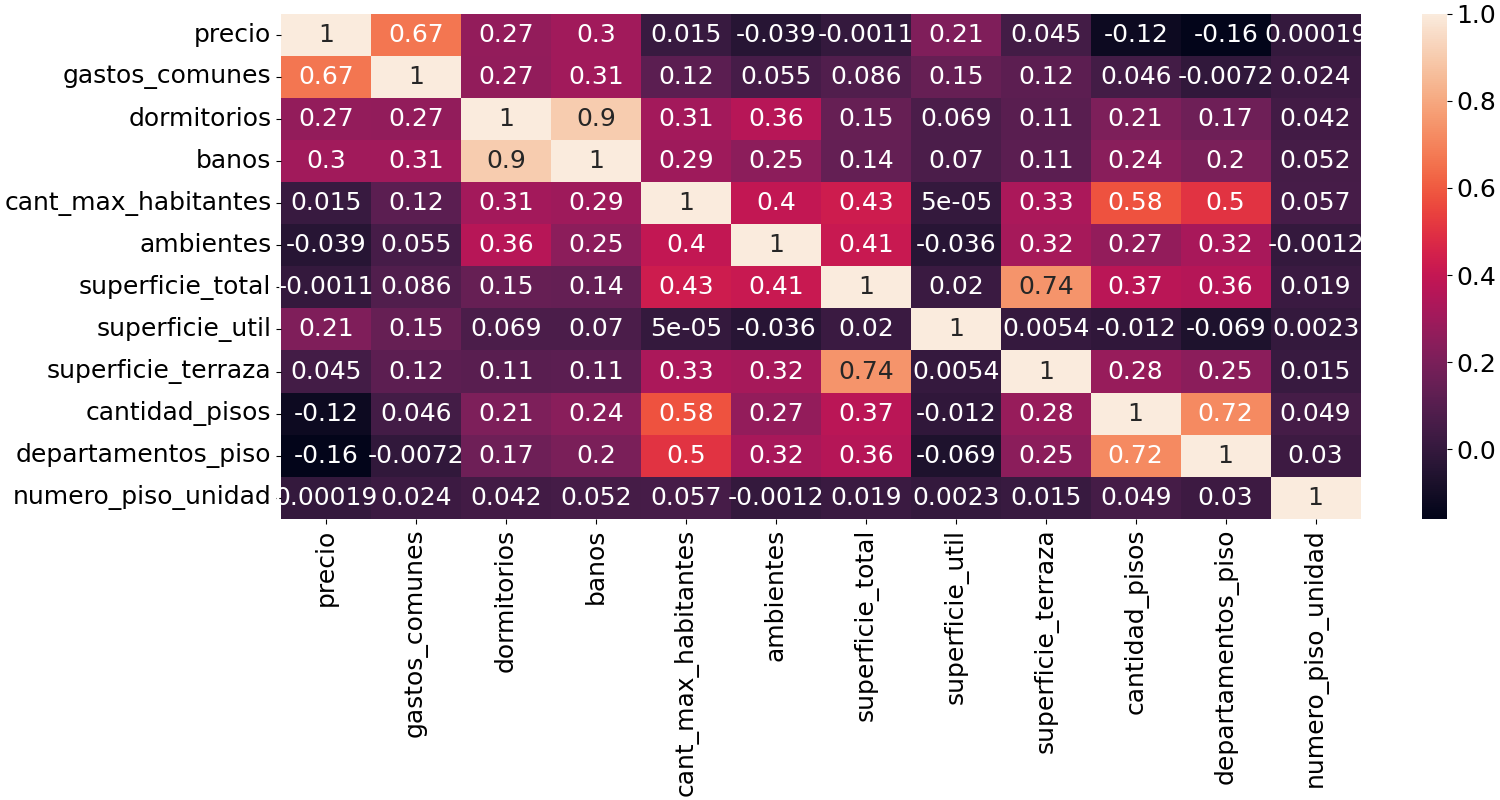 precio 1 0.67 0.27 0.3 0.015 -0.039 -0.0011 0.21 0.045 -0.12 -0.16 0.00019
gastos_comunes 0.67 1 0.27 0.31 0.12 0.055 0.086 0.15 0.12 0.046 -0.0072 0.024
dormitorios 0.27 0.27 1 0.9 0.31 0.36 0.15 0.069 0.11 0.21 0.17 0.042
banos 0.3 0.31 0.9 1 0.29 0.25 0.14 0.07 0.11 0.24 0.2 0.052
cant_max_habitantes 0.015 0.12 0.31 0.29 1 0.4 0.43 5e-05 0.33 0.58 0.5 0.057
ambientes -0.039 0.055 0.36 0.25 0.4 1 0.41 -0.036 0.32 0.27 0.32 -0.0012
superficie_total -0.0011 0.086 0.15 0.14 0.43 0.41 1 0.02 0.74 0.37 0.36 0.019
superficie_util 0.21 0.15 0.069 0.07 5e-05 -0.036 0.02 1 0.0054 -0.012 -0.069 0.0023
superficie_terraza 0.045 0.12 0.11 0.11 0.33 0.32 0.74 0.0054 1 0.28 0.25 0.015
cantidad_pisos -0.12 0.046 0.21 0.24 0.58 0.27 0.37 -0.012 0.28 1 0.72 0.049
departamentos_piso -0.16 -0.0072 0.17 0.2 0.5 0.32 0.36 -0.069 0.25 0.72 1 0.03
numero_piso_unidad 0.00019 0.024 0.042 0.052 0.057 -0.0012 0.019 0.0023 0.015 0.049 0.03 1
precio
gastos_comunes
dormitorios
banos
cant_max_habitantes
ambientes
superficie_total
superficie_util
superficie_terraza
cantidad_pisos
departamentos_piso
numero_piso_unidad
1.0
0.8
0.6
0.4
0.2
0.0